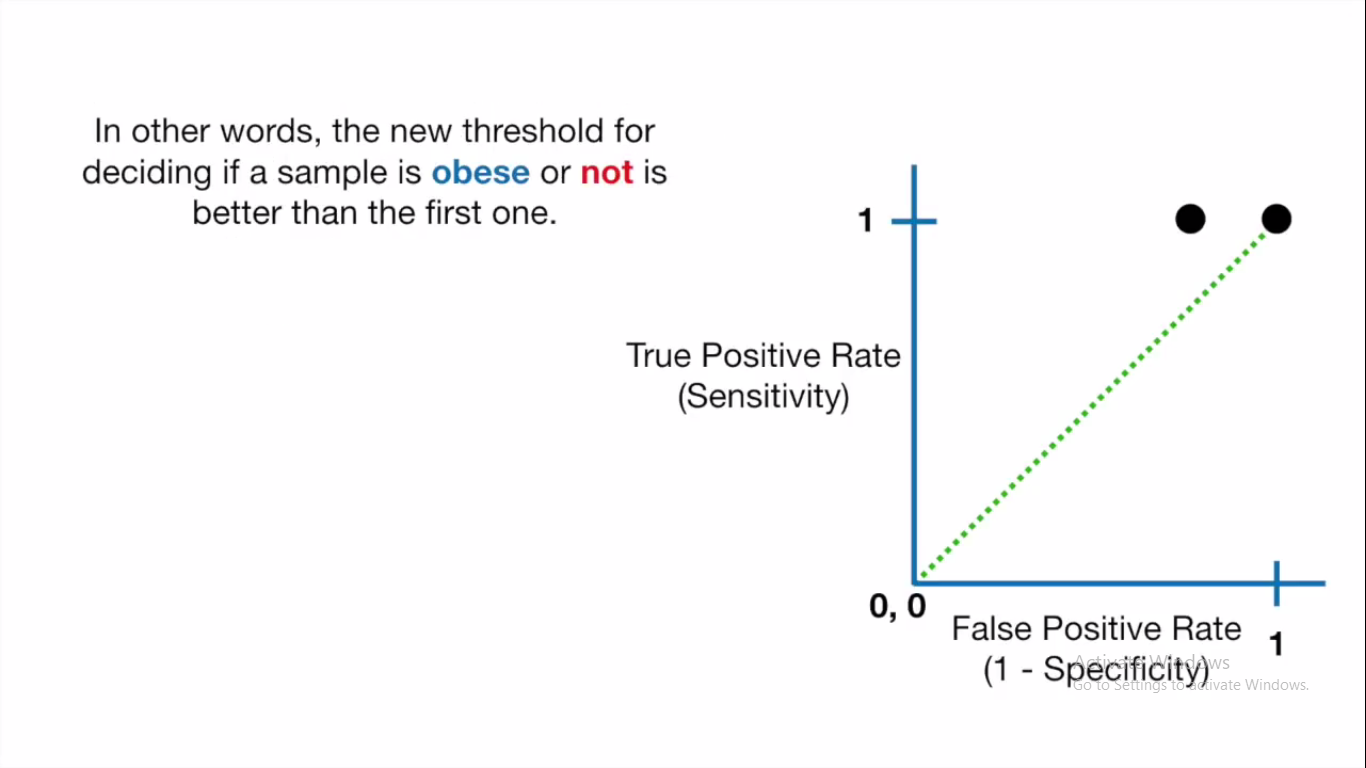 In other words, the new threshold for
deciding if a sample is obese or not is
better than the first one.
1
True Positive Rate
(Sensitivity)
0, 0
False Positive Rate
1
(1 - Specificity)
Activate Windows
Go to Settings to activate Windows.